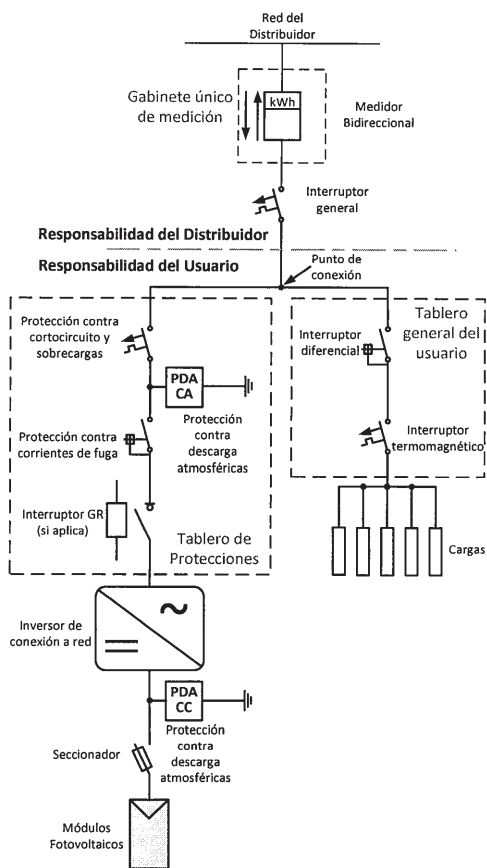 Red del
Distribuidor
Gabinete único
de medición
kWh
Medidor
Bidireccional
Interruptor
general
Responsabilidad del Distribuidor
Responsabilidad del Usuario
Punto de
conexión
Protección contra
cortocircuito y
sobrecargas
PDA
CA
Protección
contra
descarga
atmosféricas
Protección contra
corrientes de fuga
Interruptor GR
(si aplica)
Tablero de
Protecciones
Tablero
general del
usuario
Interruptor
diferencial
Interruptor
termomagnético
Cargas
Inversor de
conexión a red
PDA
CC
Protección
contra
descarga
atmosféricas
Seccionador
Módulos
Fotovoltaicos